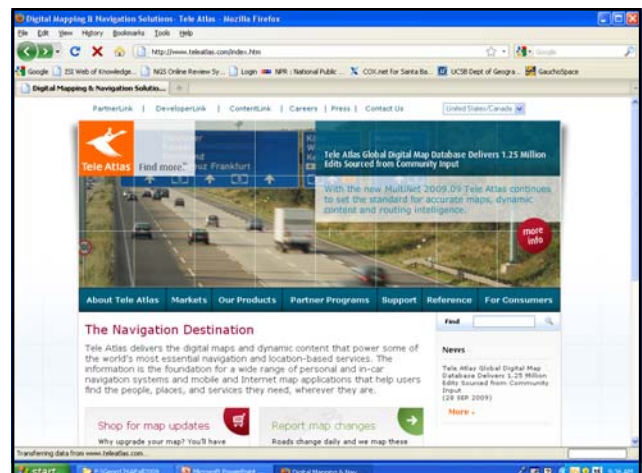 Digital Mapping & Navigation Solutions- Tele Atlas - Mozilla Firefox
File Edit View History Bookmarks Tools Help
http://www.teleatlas.com/index.htm
Google
Google ISI Web of Knowledge... NGS Online Review Sy... Login NPR : National Public ... COX.net for Santa Ba... UCSB Dept of Geogra... GauchoSpace
Digital Mapping & Navigation Solutio...
PartnerLink | DeveloperLink | ContentLink | Careers | Press | Contact Us
United States/Canada
Tele Atlas Find more.
Frankfurt
Tele Atlas Global Digital Map Database Delivers 1.25 Million
Edits Sourced from Community
Input
With the new MultiNet 2009.09 Tele Atlas continues
to set the standard for accurate maps, dynamic
content and routing intelligence.
more
info
About Tele Atlas Markets Our Products Partner Programs Support Reference For Consumers
The Navigation Destination
Tele Atlas delivers the digital maps and dynamic content that power some of
the world's most essential navigation and location-based services. The
information is the foundation for a wide range of personal and in-car
navigation systems and mobile and Internet map applications that help users
find the people, places, and services they need, wherever they are.
Find
News
Tele Atlas Global Digital Map
Database Delivers 1.25 Million
Edits Sourced from Community
Input
(28 SEP 2009)
More »
Shop for map updates
Why upgrade your map? You'll have
Report map changes
Roads change daily and we map these
Transferring data from www.teleatlas.com...
start
Microsoft PowerPoint
Digital Mapping & Nav...
9:26 AM